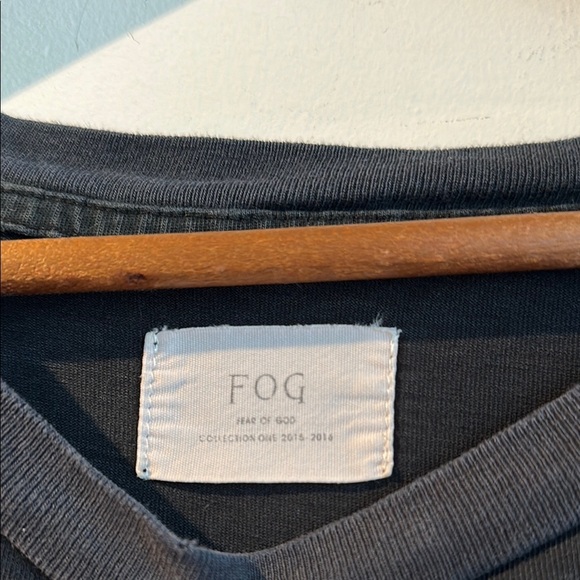 FOG
FEAR OF GOD
COLLECTION ONE 2015-2016